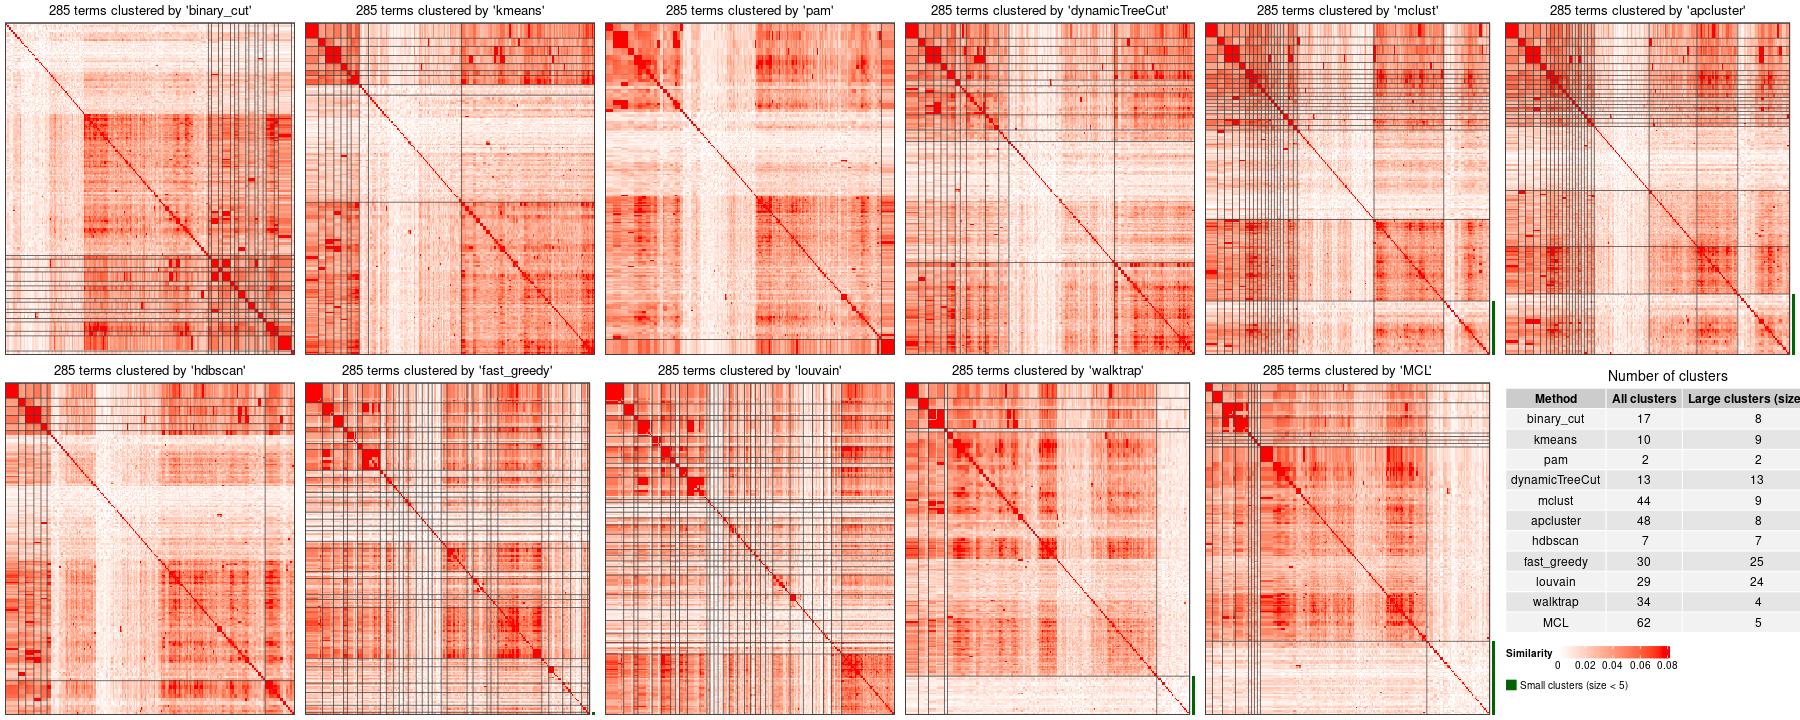 285 terms clustered by 'binary_cut'
285 terms clustered by 'kmeans'
285 terms clustered by 'pam'
285 terms clustered by 'dynamicTreeCut'
285 terms clustered by 'mclust'
285 terms clustered by 'apcluster'
285 terms clustered by 'hdbscan'
285 terms clustered by 'fast_greedy'
285 terms clustered by 'louvain'
285 terms clustered by 'walktrap'
285 terms clustered by 'MCL'
Number of clusters
Method All clusters Large clusters (size
binary_cut 17 8
kmeans 10 9
pam 2 2
dynamicTreeCut 13 13
mclust 44 9
apcluster 48 8
hdbscan 7 7
fast_greedy 30 25
louvain 29 24
walktrap 34 4
MCL 62 5
Similarity
0 0.02 0.04 0.06 0.08
Small clusters (size < 5)